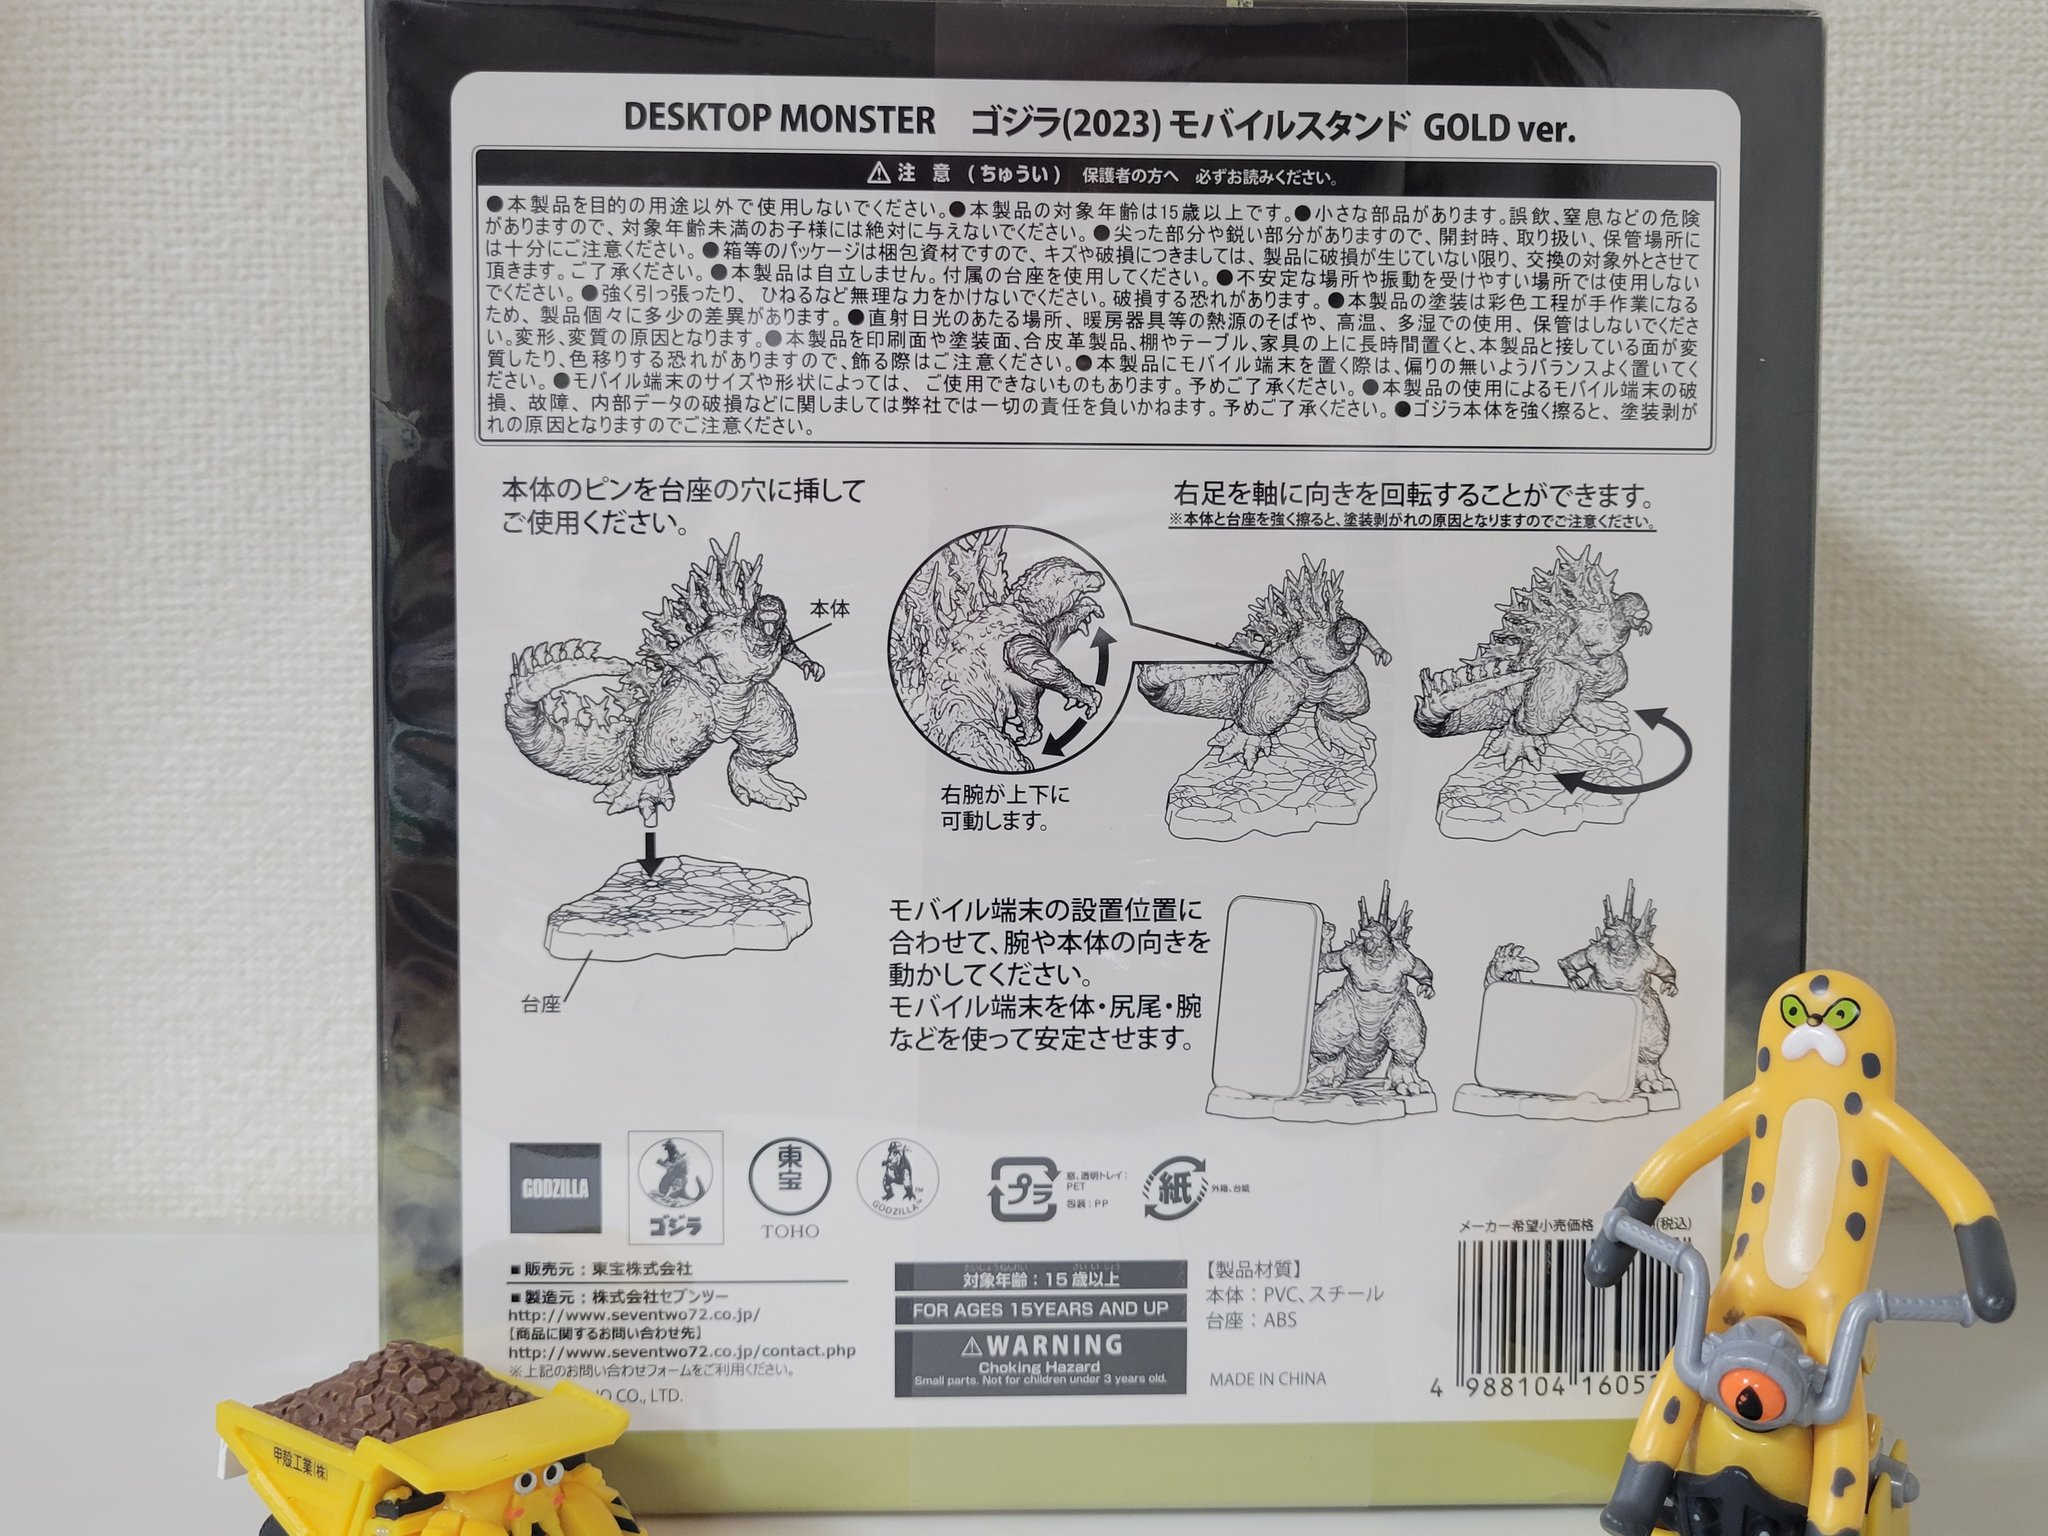 DESKTOP MONSTER ゴジラ(2023) モバイルスタンド GOLD ver.
⚠注 意 (ちゅうい) 保護者の方へ 必ずお読みください。
●本製品を目的の用途以外で使用しないでください。●本製品の対象年齢は15歳以上です。●小さな部品があります。誤飲、窒息などの危険
がありますので、対象年齢未満のお子様には絶対に与えないでください。●尖った部分や鋭い部分がありますので、開封時、取り扱い、保管場所に
は十分にご注意ください。●箱等のパッケージは梱包資材ですので、キズや破損につきましては、製品に破損が生じていない限り、交換の対象外とさせて
頂きます。ご了承ください。●本製品は自立しません。付属の台座を使用してください。●不安定な場所や振動を受けやすい場所では使用しない
でください。●強く引っ張ったり、ひねるなど無理な力をかけないでください。破損する恐れがあります。●本製品の塗装は彩色工程が手作業になる
ため、製品個々に多少の差異があります。●直射日光のあたる場所、暖房器具等の熱源のそばや、高温、多湿での使用、保管はしないでくださ
い。変形、変質の原因となります。●本製品を印刷面や塗装面、合皮革製品、棚やテーブル、家具の上に長時間置くと、本製品と接している面が変
質したり、色移りする恐れがありますので、飾る際はご注意ください。●本製品にモバイル端末を置く際は、偏りの無いようバランスよく置いてく
ださい。●モバイル端末のサイズや形状によっては、ご使用できないものもあります。予めご了承ください。●本製品の使用によるモバイル端末の破
損、故障、内部データの破損などに関しましては弊社では一切の責任を負いかねます。予めご了承ください。●ゴジラ本体を強く擦ると、塗装剥が
れの原因となりますのでご注意ください。
本体のピンを台座の穴に挿して
ご使用ください。
本体
台座
右足を軸に向きを回転することができます。
※本体と台座を強く擦ると、塗装剥がれの原因となりますのでご注意ください。
右腕が上下に
可動します。
モバイル端末の設置位置に
合わせて、腕や本体の向きを
動かしてください。
モバイル端末を体・尻尾・腕
などを使って安定させます。
GODZILLA
ゴジラ
東宝
TOHO
GODZILLA™
プラ
窓、透明トレイ:
PET
包装:PP
紙
外箱、台紙
メーカー希望小売価格 (税込)
■販売元:東宝株式会社
■製造元:株式会社セブンツー
http://www.seventwo72.co.jp/
【商品に関するお問い合わせ先】
http://www.seventwo72.co.jp/contact.php
※上記のお問い合わせフォームをご利用ください。
CO., LTD.
たいしょうねんれい さいいじょう
対象年齢:15歳以上
FOR AGES 15YEARS AND UP
⚠WARNING
Choking Hazard
Small parts. Not for children under 3 years old.
【製品材質】
本体:PVC、スチール
台座:ABS
MADE IN CHINA
4 988104 16051
甲殻工業(株)